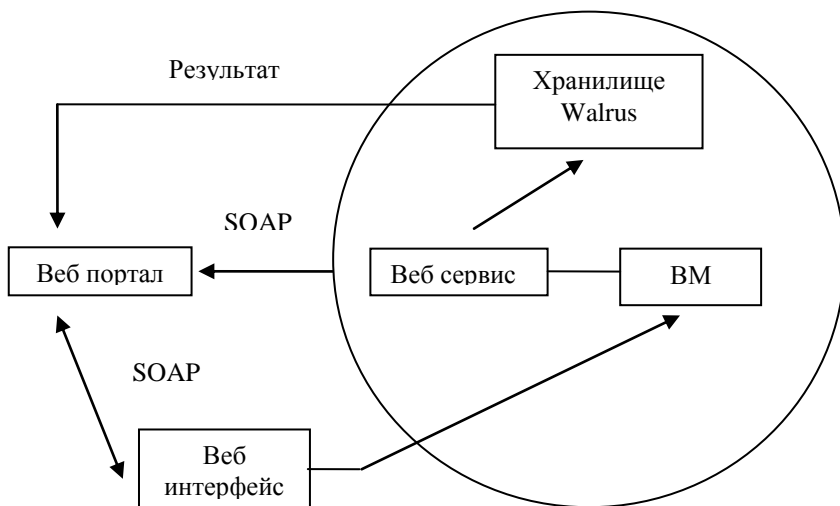 Результат
Хранилище
Walrus
SOAP
Веб портал
Веб сервис
ВМ
SOAP
Веб
интерфейс